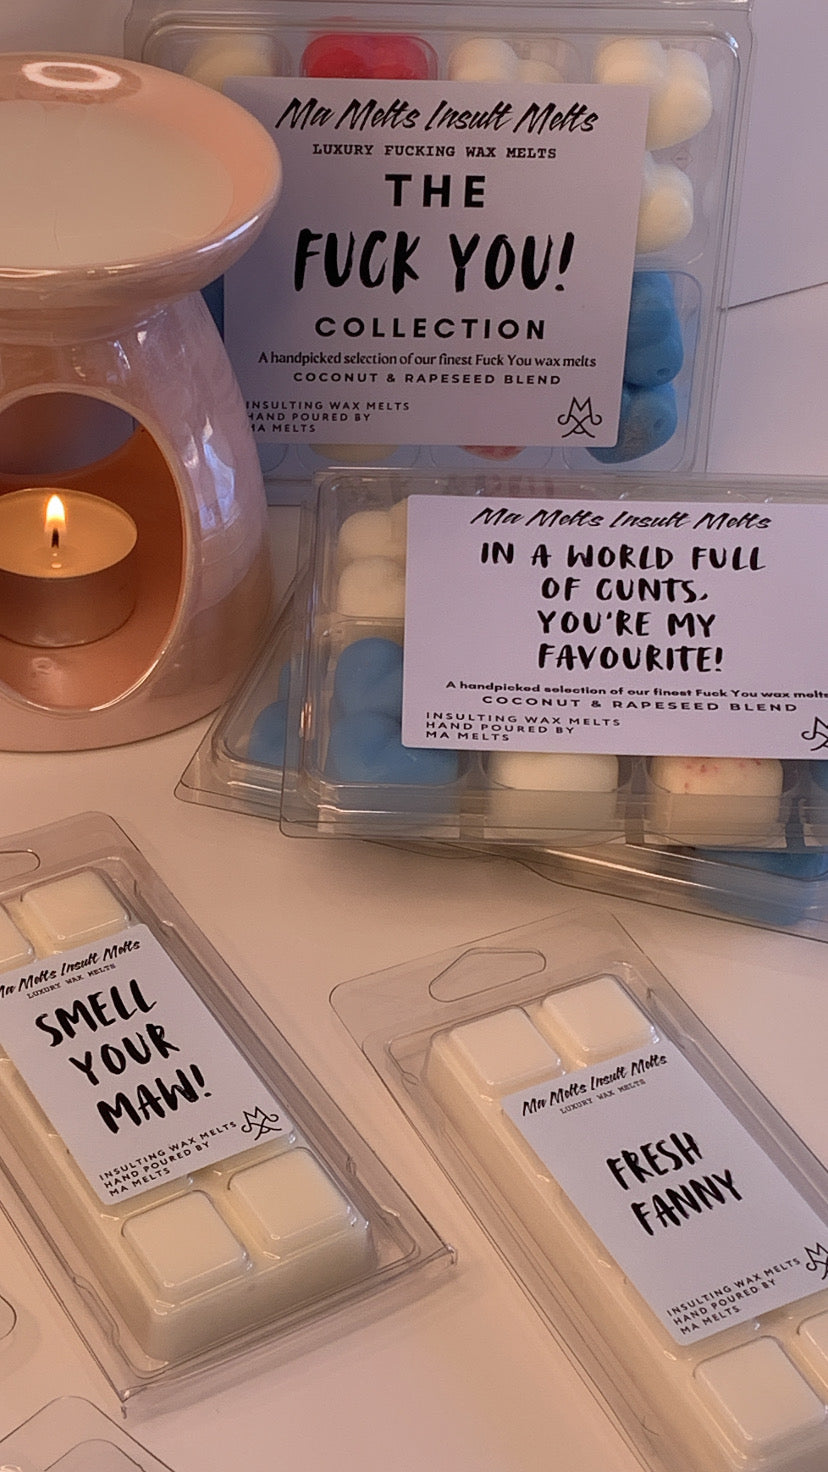 Ma Melts Insult Melts
LUXURY FUCKING WAX MELTS
THE
FUCK YOU!
COLLECTION
A handpicked selection of our finest Fuck You wax melts
COCONUT & RAPESEED BLEND
INSULTING WAX MELTS
HAND POURED BY
MA MELTS
Ma Melts Insult Melts
IN A WORLD FULL
OF CUNTS,
YOU'RE MY
FAVOURITE!
A handpicked selection of our finest Fuck You wax melts
COCONUT & RAPESEED BLEND
INSULTING WAX MELTS
HAND POURED BY
MA MELTS
Ma Melts Insult Melts
LUXURY WAX MELTS
SMELL
YOUR
MAW!
INSULTING WAX MELTS
HAND POURED BY
MA MELTS
Ma Melts Insult Melts
LUXURY WAX MELTS
FRESH
FANNY
INSULTING WAX MELTS
HAND POURED BY
MA MELTS